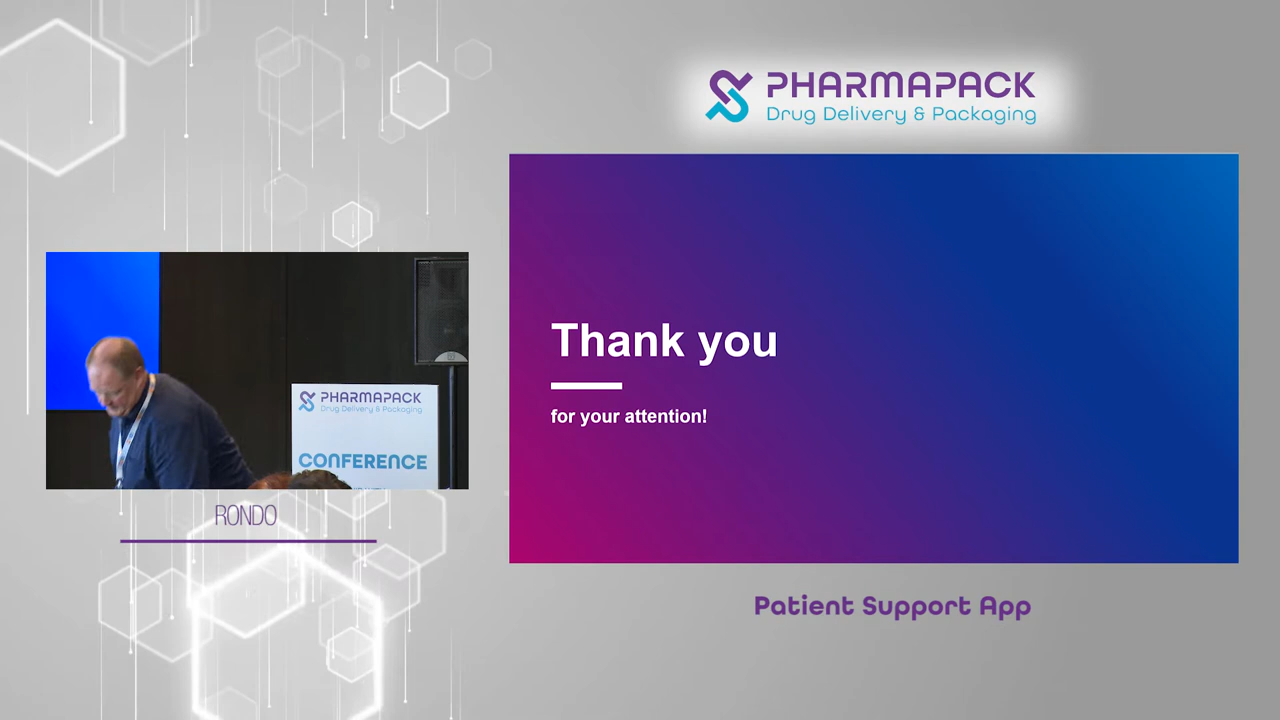 PHARMAPACK
Drug Delivery & Packaging
Thank you
for your attention!
PHARMAPACK
Drug Delivery & Packaging
CONFERENCE
RONDO
Patient Support App